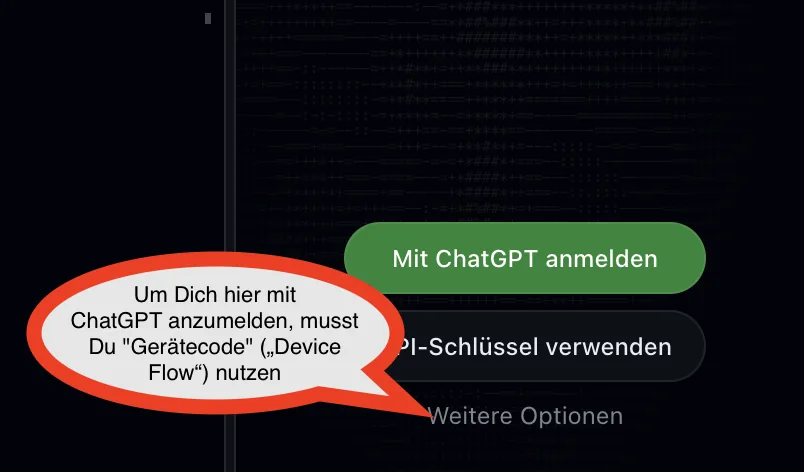 Mit ChatGPT anmelden
Um Dich hier mit
ChatGPT anzumelden, musst
Du "Gerätecode" („Device
Flow“) nutzen
PI-Schlüssel verwenden
Weitere Optionen